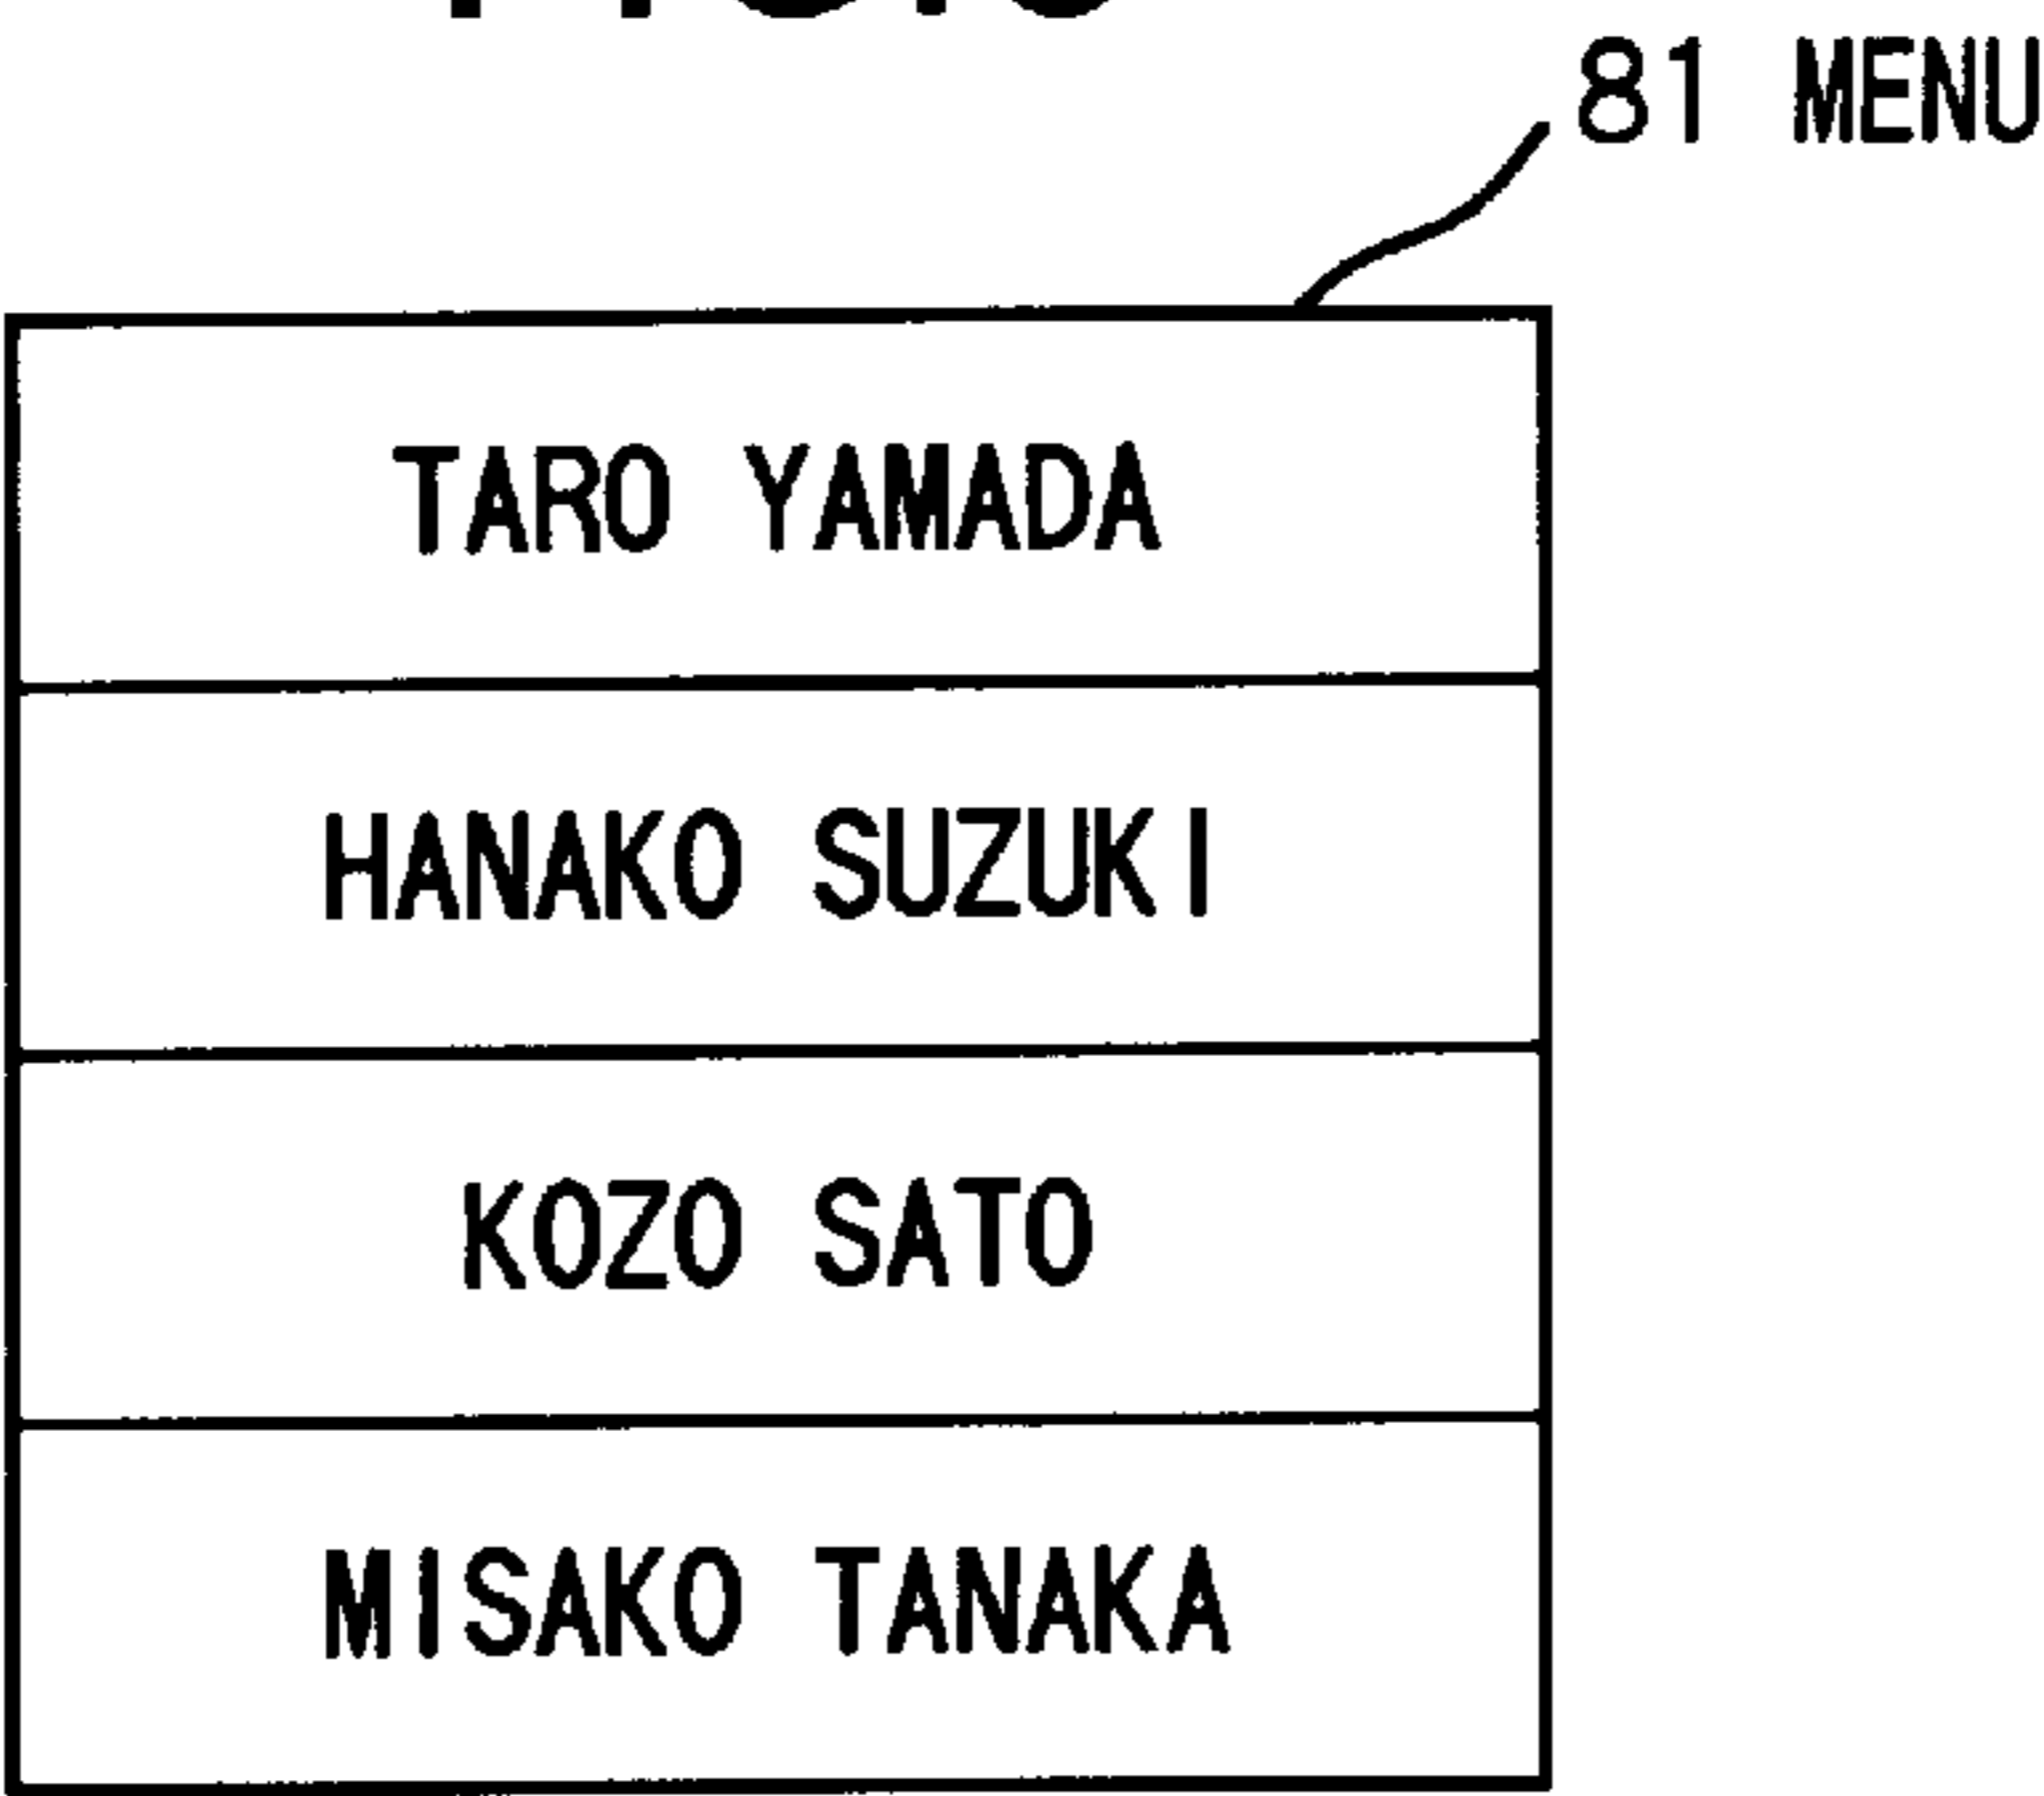 81 MENU
TARO YAMADA
HANAKO SUZUKI
KOZO SATO
MISAKO TANAKA